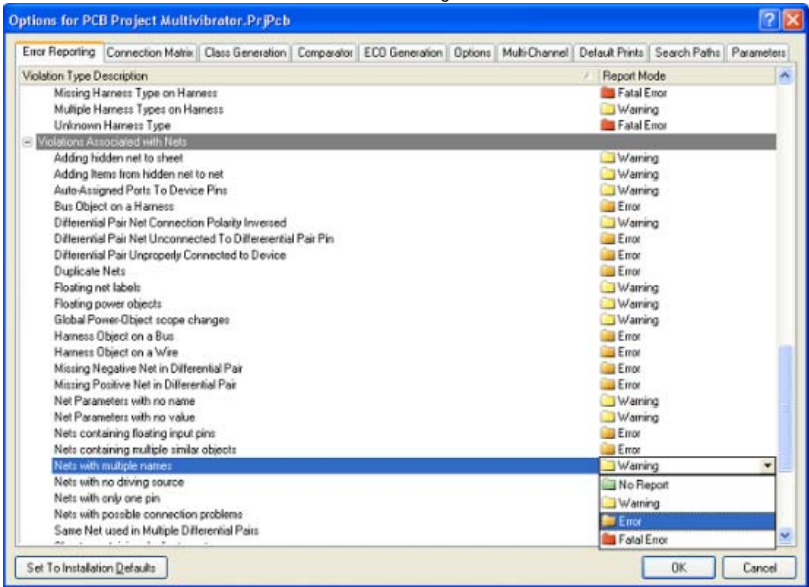 Options for PCB Project Multivibrator.PrjPcb
Error Reporting Connection Matrix Class Generation Comparator ECO Generation Options Multi-Channel Default Prints Search Paths Parameters
Violation Type Description Report Mode
Missing Harness Type on Harness Fatal Error
Multiple Harness Types on Harness Warning
Unknown Harness Type Fatal Error
Violations Associated with Nets
Adding hidden net to sheet Warning
Adding Items from hidden net to net Warning
Auto-Assigned Ports To Device Pins Warning
Bus Object on a Harness Error
Differential Pair Net Connection Polarity Inversed Warning
Differential Pair Net Unconnected To Differerential Pair Pin Error
Differential Pair Unproperly Connected to Device Error
Duplicate Nets Error
Floating net labels Warning
Floating power objects Warning
Global Power-Object scope changes Warning
Harness Object on a Bus Error
Harness Object on a Wire Error
Missing Negative Net in Differential Pair Error
Missing Positive Net in Differential Pair Error
Net Parameters with no name Warning
Net Parameters with no value Warning
Nets containing floating input pins Error
Nets containing multiple similar objects Error
Nets with multiple names Warning
Nets with no driving source No Report
Nets with only one pin Warning
Nets with possible connection problems Error
Same Net used in Multiple Differential Pairs Fatal Error
Set To Installation Defaults OK Cancel